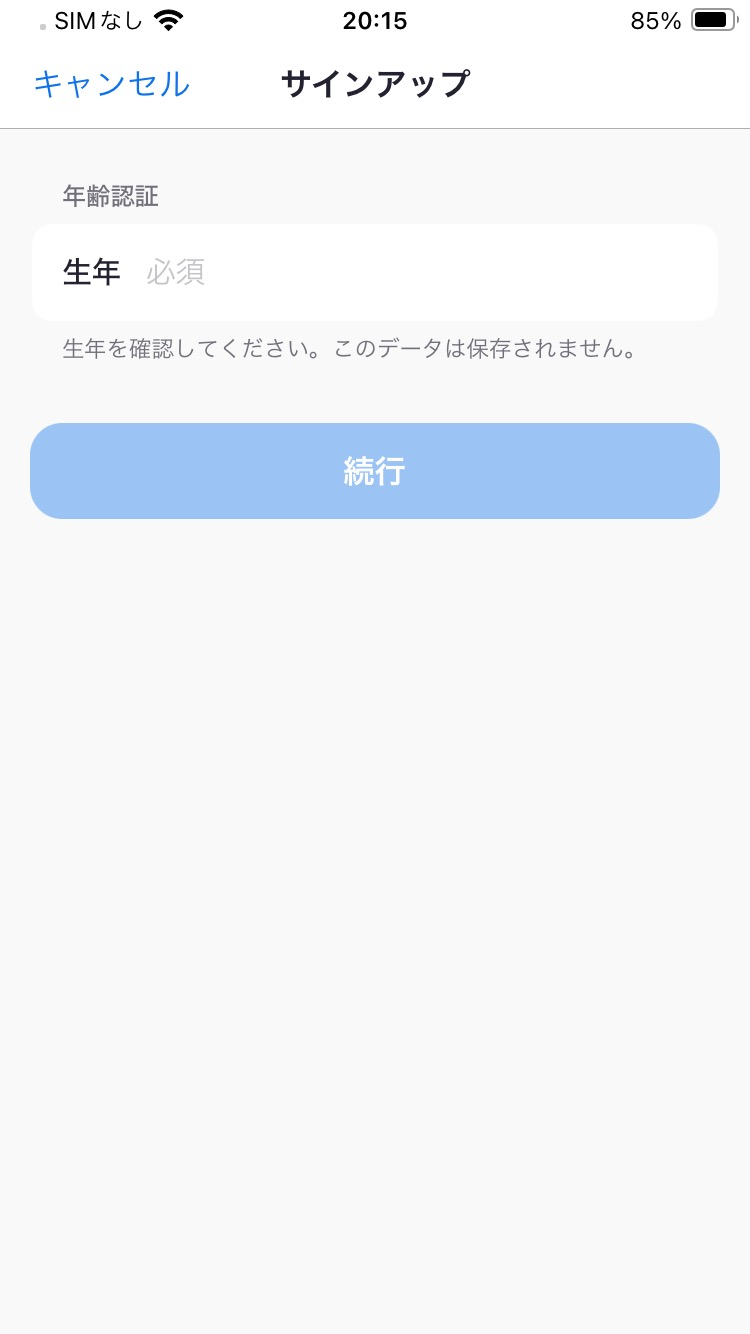 SIMなし 20:15 85%
キャンセル サインアップ
年齢認証
生年 必須
生年を確認してください。このデータは保存されません。
続行